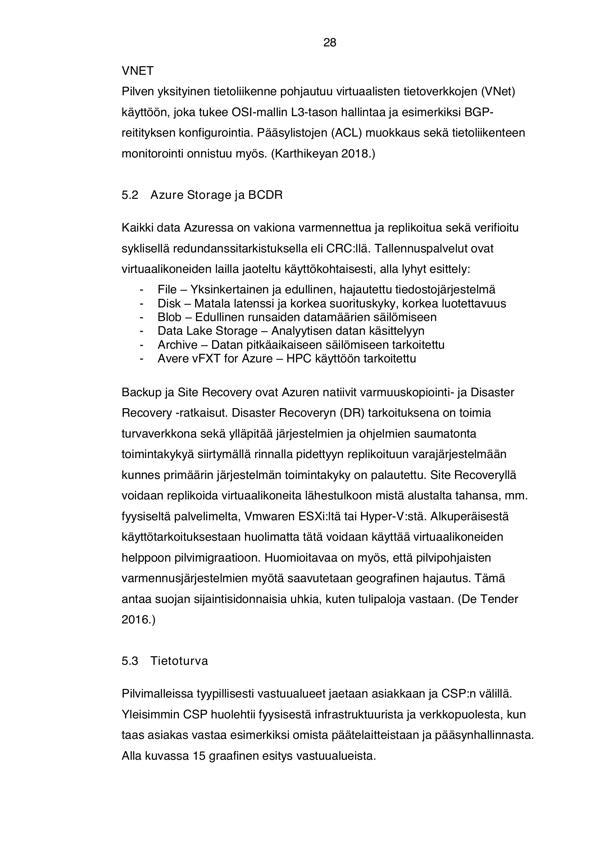 28
VNET
Pilven yksityinen tietoliikenne pohjautuu virtuaalisten tietoverkkojen (VNet)
käyttöön, joka tukee OSI-mallin L3-tason hallintaa ja esimerkiksi BGP-
reitityksen konfigurointia. Pääsylistojen (ACL) muokkaus sekä tietoliikenteen
monitorointi onnistuu myös. (Karthikeyan 2018.)
5.2 Azure Storage ja BCDR
Kaikki data Azuressa on vakiona varmennettua ja replikoitua sekä verifioitu
syklisellä redundanssitarkistuksella eli CRC:llä. Tallennuspalvelut ovat
virtuaalikoneiden lailla jaoteltu käyttökohtaisesti, alla lyhyt esittely:
- File – Yksinkertainen ja edullinen, hajautettu tiedostojärjestelmä
- Disk – Matala latenssi ja korkea suorituskyky, korkea luotettavuus
- Blob – Edullinen runsaiden datamäärien säilömiseen
- Data Lake Storage – Analyytisen datan käsittelyyn
- Archive – Datan pitkäaikaiseen säilömiseen tarkoitettu
- Avere vFXT for Azure – HPC käyttöön tarkoitettu
Backup ja Site Recovery ovat Azuren natiivit varmuuskopiointi- ja Disaster
Recovery -ratkaisut. Disaster Recoveryn (DR) tarkoituksena on toimia
turvaverkkona sekä ylläpitää järjestelmien ja ohjelmien saumatonta
toimintakykyä siirtymällä rinnalla pidettyyn replikoituun varajärjestelmään
kunnes primäärin järjestelmän toimintakyky on palautettu. Site Recoveryllä
voidaan replikoida virtuaalikoneita lähestulkoon mistä alustalta tahansa, mm.
fyysiseltä palvelimelta, Vmwaren ESXi:ltä tai Hyper-V:stä. Alkuperäisestä
käyttötarkoituksestaan huolimatta tätä voidaan käyttää virtuaalikoneiden
helppoon pilvimigraatioon. Huomioitavaa on myös, että pilvipohjaisten
varmennusjärjestelmien myötä saavutetaan geografinen hajautus. Tämä
antaa suojan sijaintisidonnaisia uhkia, kuten tulipaloja vastaan. (De Tender
2016.)
5.3 Tietoturva
Pilvimalleissa tyypillisesti vastuualueet jaetaan asiakkaan ja CSP:n välillä.
Yleisimmin CSP huolehtii fyysisestä infrastruktuurista ja verkkopuolesta, kun
taas asiakas vastaa esimerkiksi omista päätelaitteistaan ja pääsynhallinnasta.
Alla kuvassa 15 graafinen esitys vastuualueista.